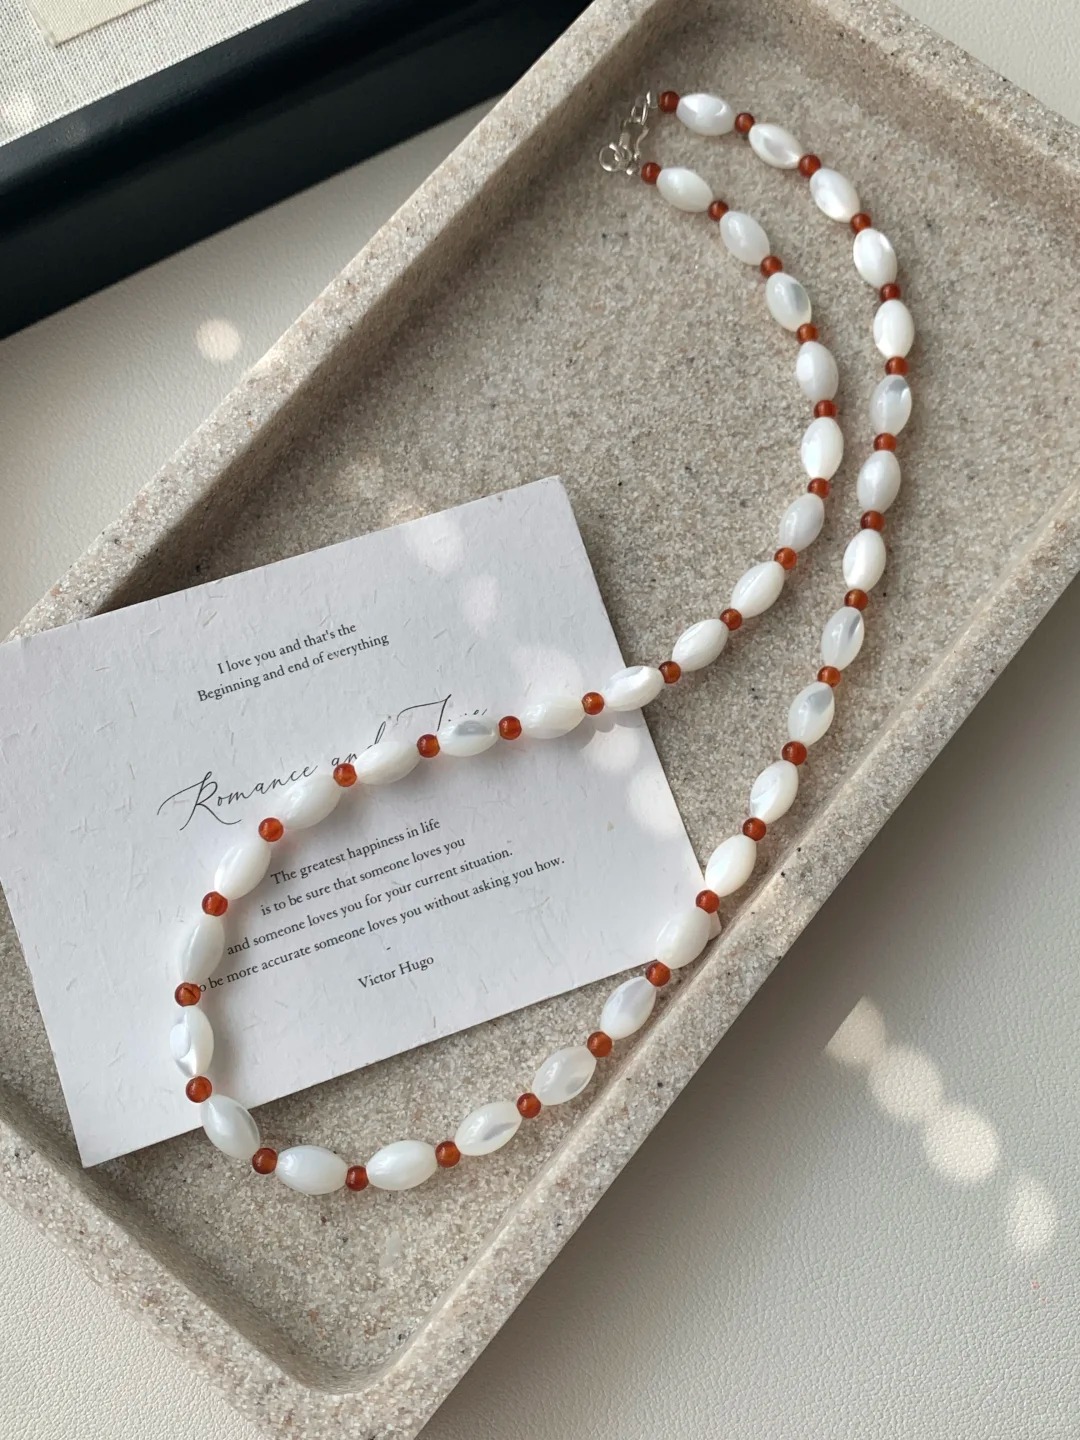 I love you and that's the
Beginning and end of everything
Romance and
The greatest happiness in life
is to be sure that someone loves you
and someone loves you for your current situation.
o be more accurate someone loves you without asking you how.
-
Victor Hugo